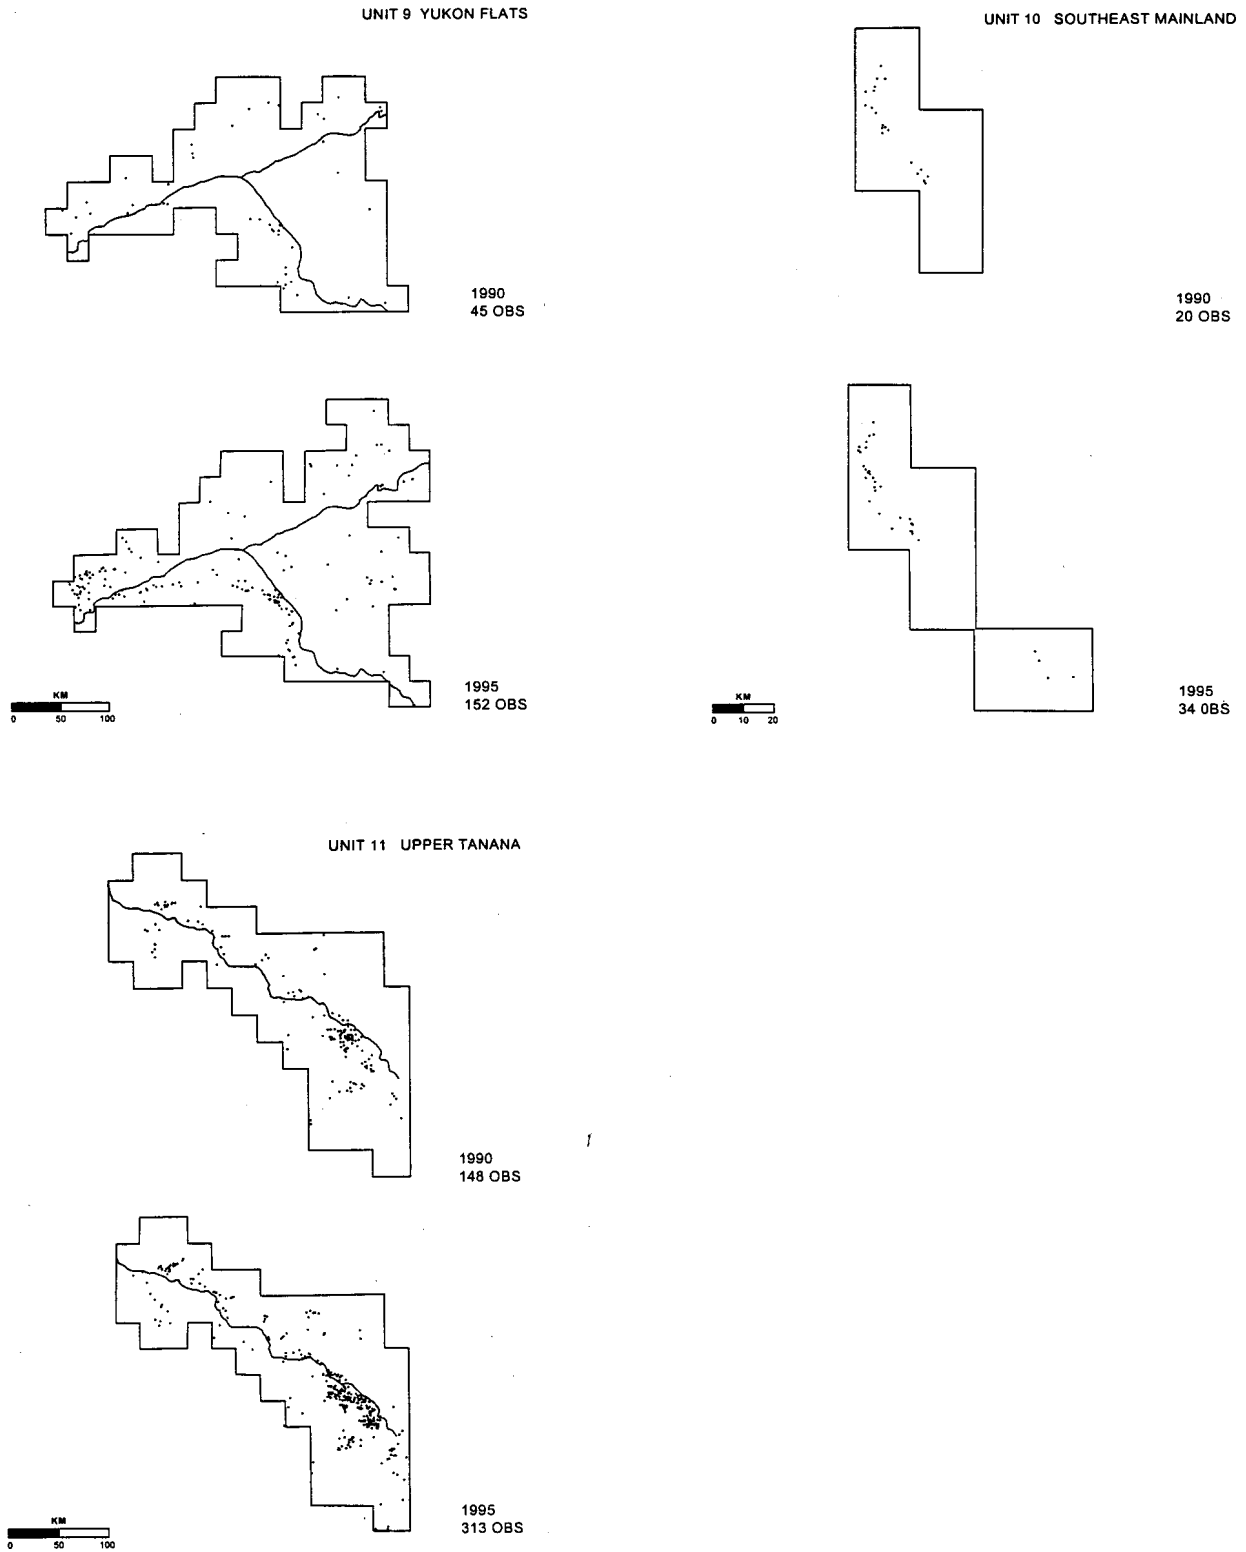 UNIT 9 YUKON FLATS
1990
45 OBS
1995
152 OBS
KM
0 50 100
UNIT 10 SOUTHEAST MAINLAND
1990
20 OBS
1995
34 OBS
KM
0 10 20
UNIT 11 UPPER TANANA
1990
148 OBS
1995
313 OBS
KM
0 50 100